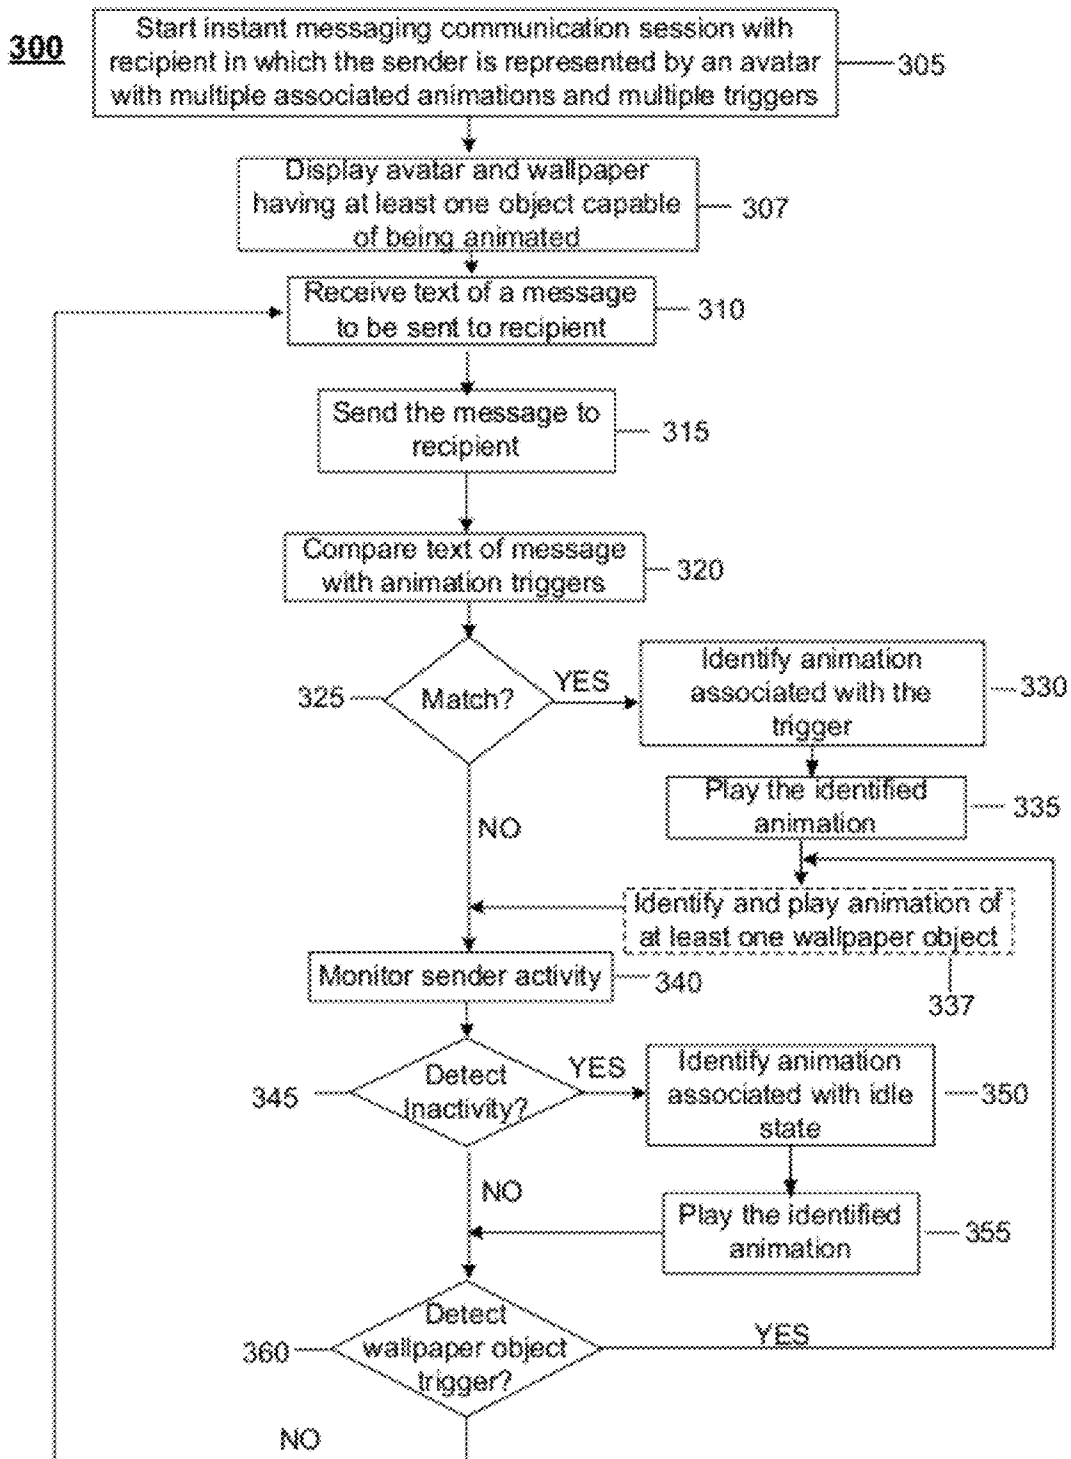 300
Start instant messaging communication session with
recipient in which the sender is represented by an avatar
with multiple associated animations and multiple triggers
305
Display avatar and wallpaper
having at least one object capable
of being animated
307
Receive text of a message
to be sent to recipient
310
Send the message to
recipient
315
Compare text of message
with animation triggers
320
325
Match?
YES
Identify animation
associated with the
trigger
330
Play the identified
animation
335
NO
Identify and play animation of
at least one wallpaper object
337
Monitor sender activity
340
345
Detect
Inactivity?
YES
Identify animation
associated with idle
state
350
NO
Play the identified
animation
355
360
Detect
wallpaper object
trigger?
YES
NO